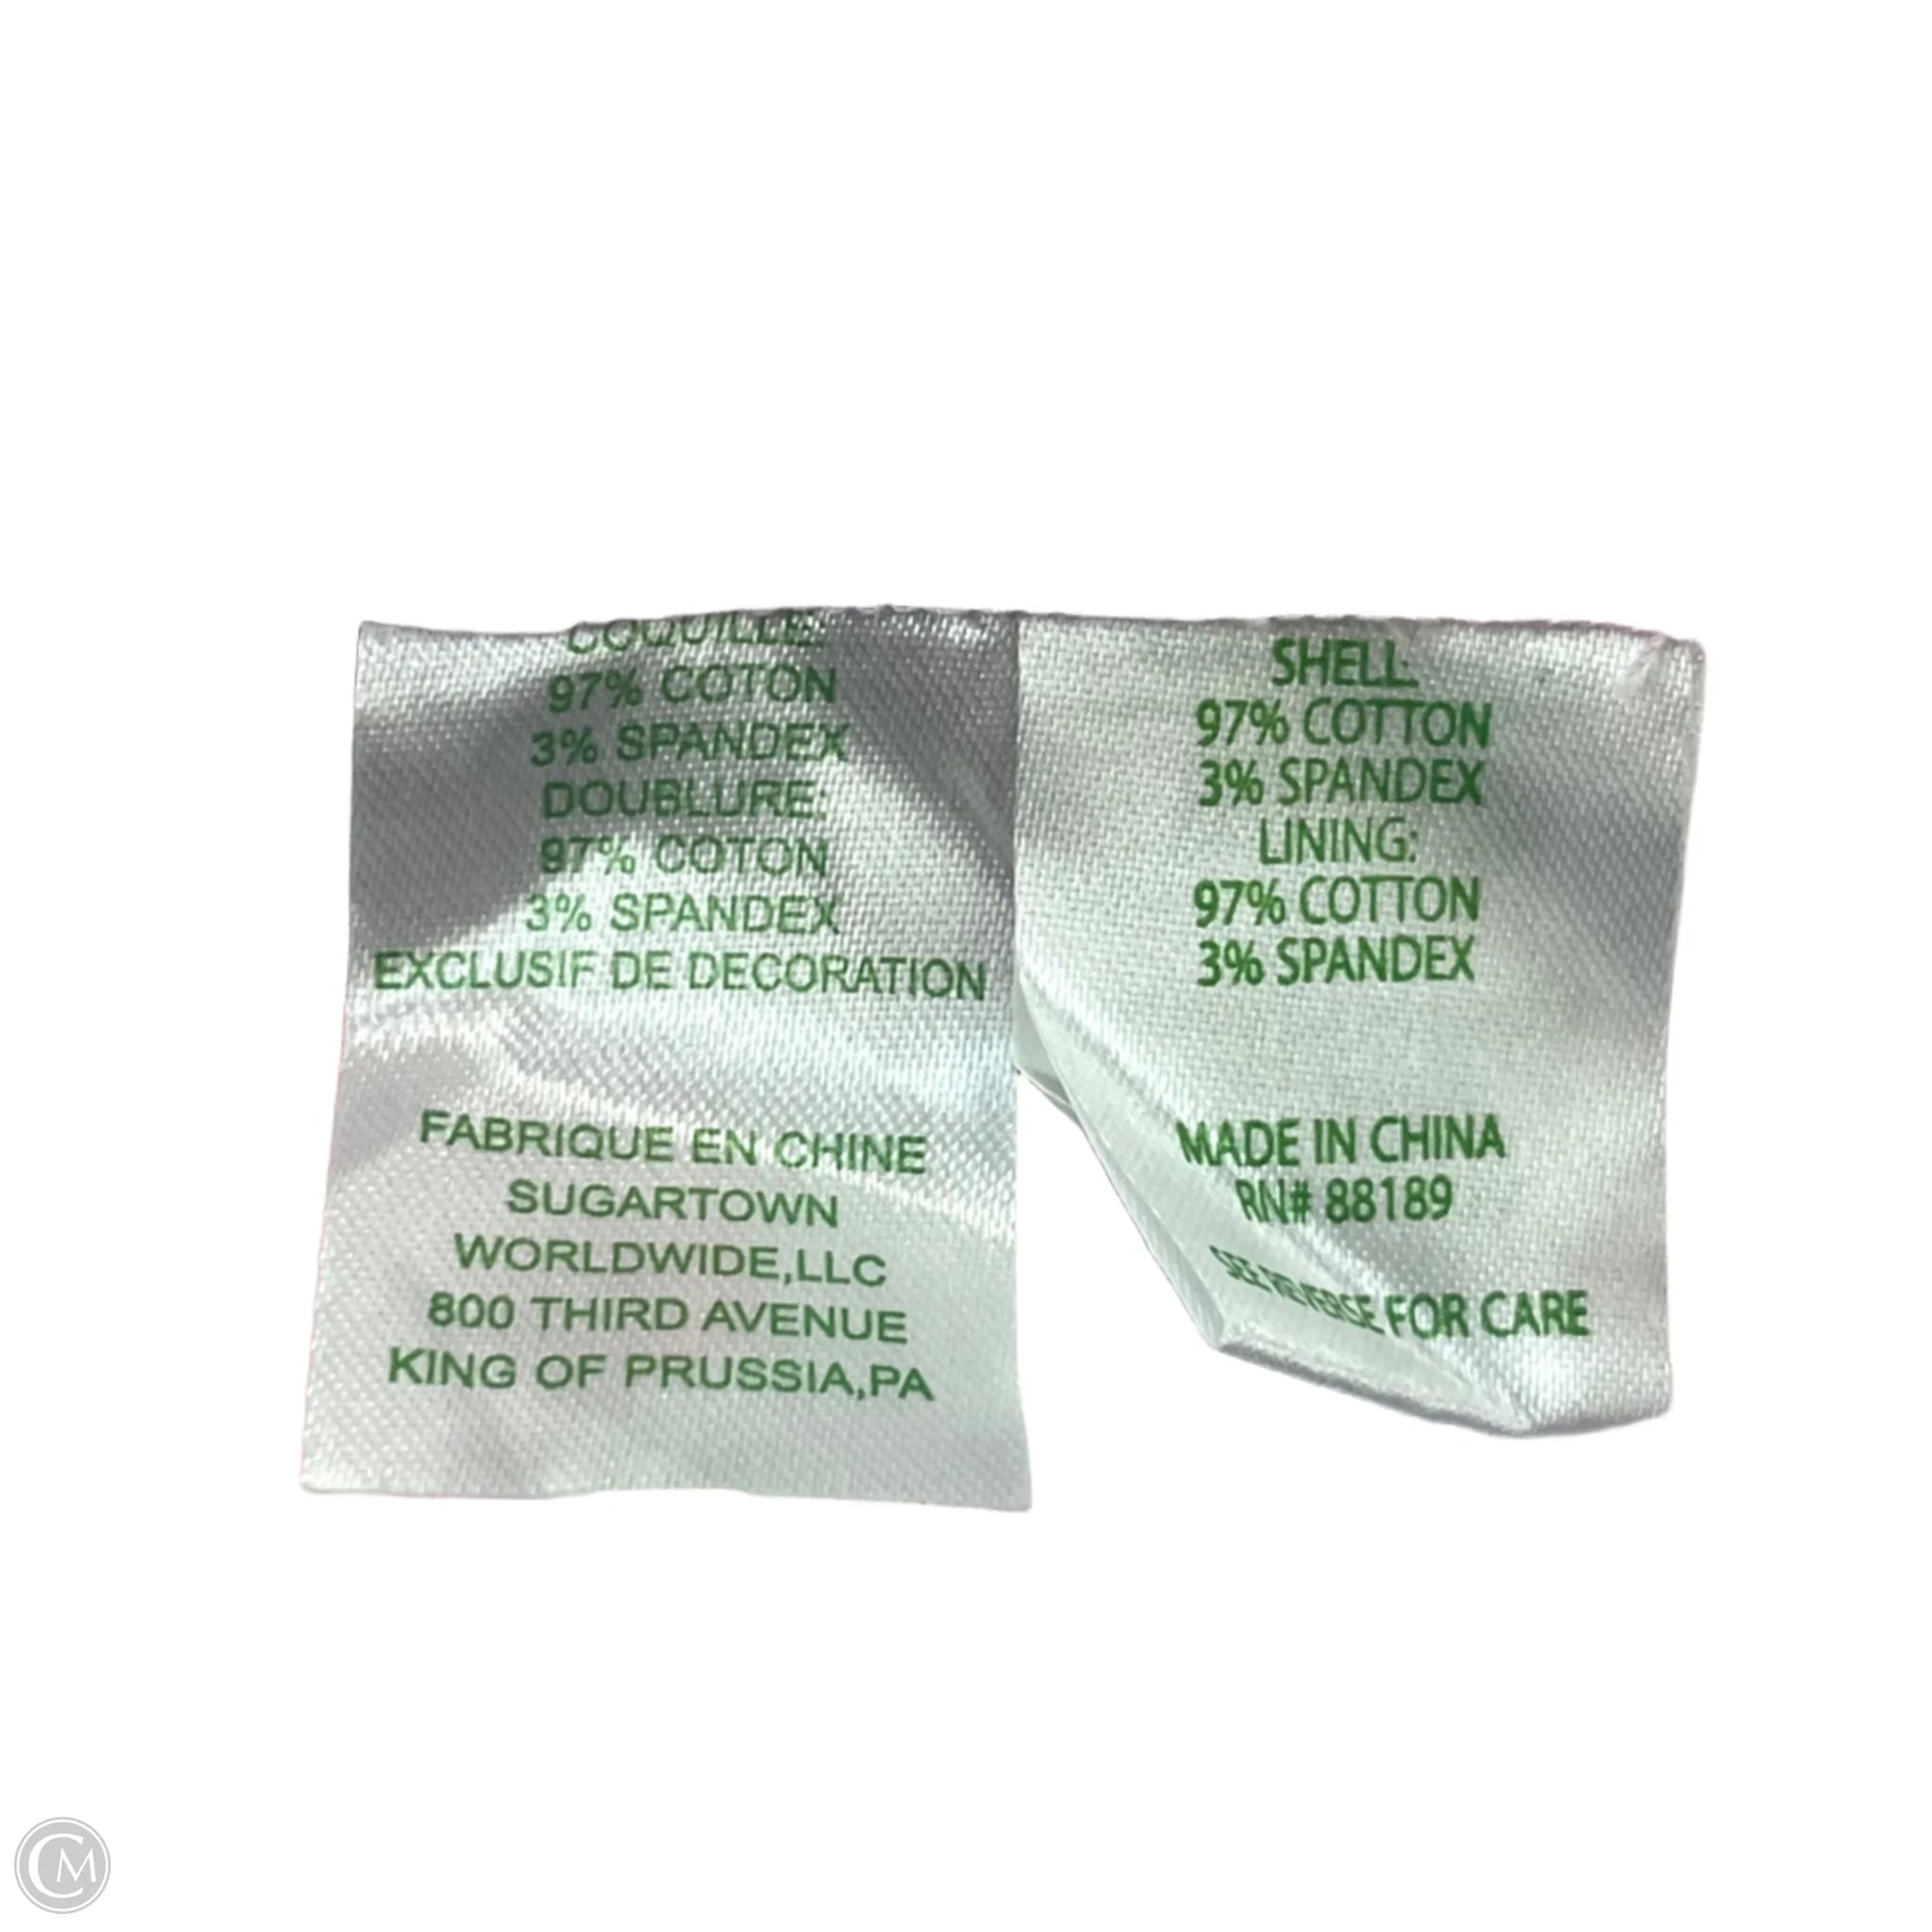 COQUILLE:
97% COTON
3% SPANDEX
DOUBLURE:
97% COTON
3% SPANDEX
EXCLUSIF DE DECORATION
FABRIQUE EN CHINE
SUGARTOWN
WORLDWIDE,LLC
800 THIRD AVENUE
KING OF PRUSSIA,PA
SHELL:
97% COTTON
3% SPANDEX
LINING:
97% COTTON
3% SPANDEX
MADE IN CHINA
RN# 88189
SEE REVERSE FOR CARE
CM